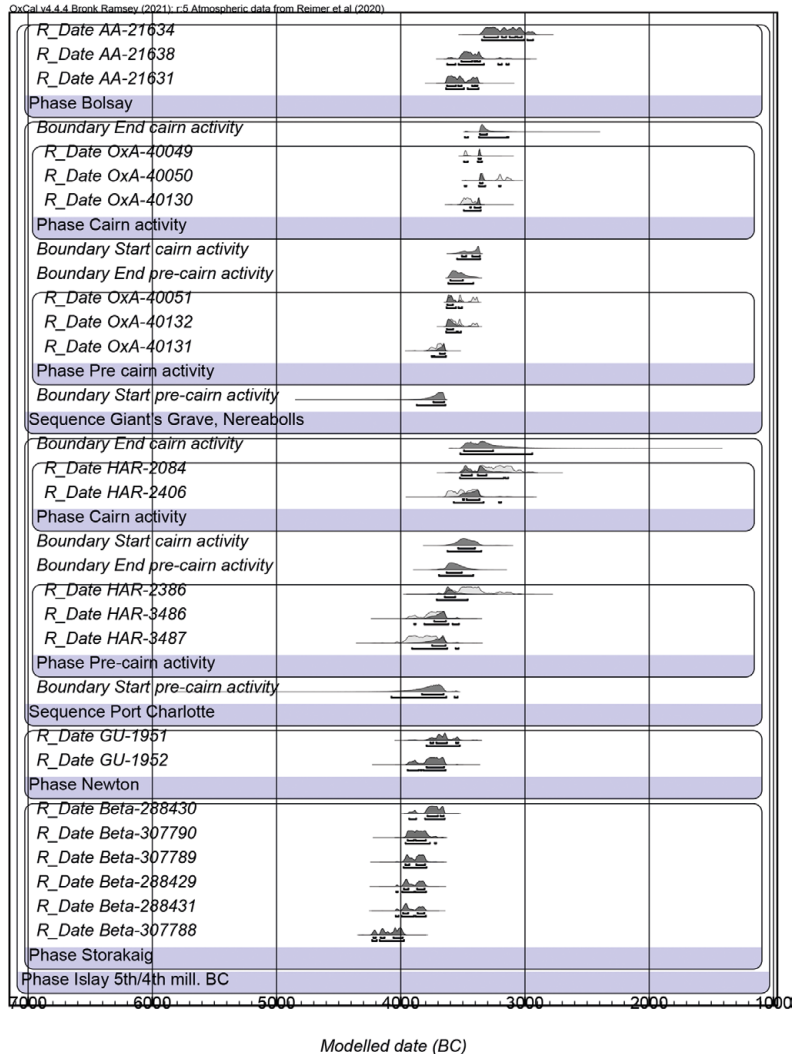 OxCal v4.4.4 Bronk Ramsey (2021); r:5 Atmospheric data from Reimer et al (2020)
R_Date AA-21634
R_Date AA-21638
R_Date AA-21631
Phase Bolsay
Boundary End cairn activity
R_Date OxA-40049
R_Date OxA-40050
R_Date OxA-40130
Phase Cairn activity
Boundary Start cairn activity
Boundary End pre-cairn activity
R_Date OxA-40051
R_Date OxA-40132
R_Date OxA-40131
Phase Pre cairn activity
Boundary Start pre-cairn activity
Sequence Giant's Grave, Nereabolls
Boundary End cairn activity
R_Date HAR-2084
R_Date HAR-2406
Phase Cairn activity
Boundary Start cairn activity
Boundary End pre-cairn activity
R_Date HAR-2386
R_Date HAR-3486
R_Date HAR-3487
Phase Pre-cairn activity
Boundary Start pre-cairn activity
Sequence Port Charlotte
R_Date GU-1951
R_Date GU-1952
Phase Newton
R_Date Beta-288430
R_Date Beta-307790
R_Date Beta-307789
R_Date Beta-288429
R_Date Beta-288431
R_Date Beta-307788
Phase Storakaig
Phase Islay 5th/4th mill. BC
7000 6000 5000 4000 3000 2000 1000
Modelled date (BC)